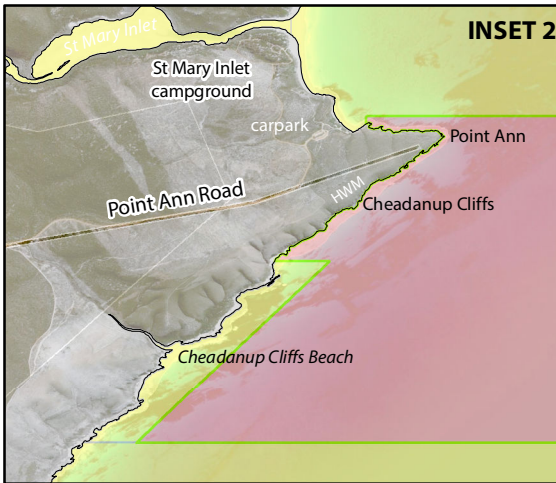 INSET 2
St Mary Inlet
St Mary Inlet
campground
carpark
Point Ann
Point Ann Road
HWM
Cheadanup Cliffs
Cheadanup Cliffs Beach